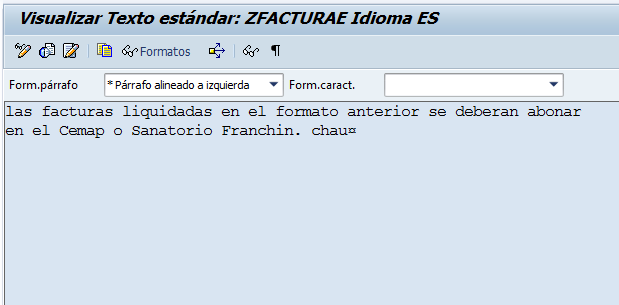 Visualizar Texto estándar: ZFACTURAE Idioma ES
Formatos
Form.párrafo * Párrafo alineado a izquierda Form.caract.
las facturas liquidadas en el formato anterior se deberan abonar
en el Cemap o Sanatorio Franchin. chau¤